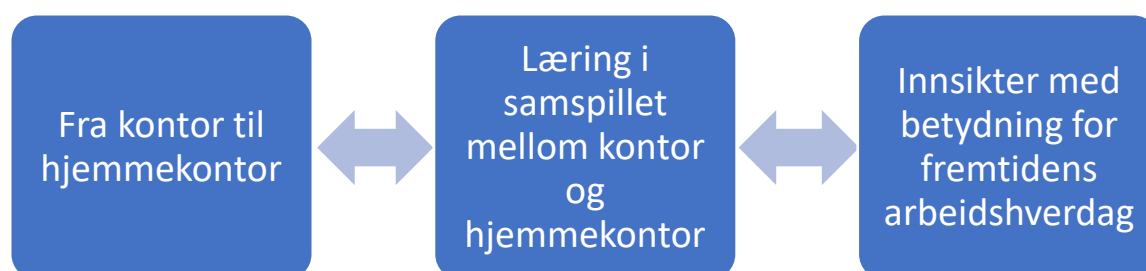 Fra kontor til
hjemmekontor
Læring i
samspillet
mellom kontor
og
hjemmekontor
Innsikter med
betydning for
fremtidens
arbeidshverdag